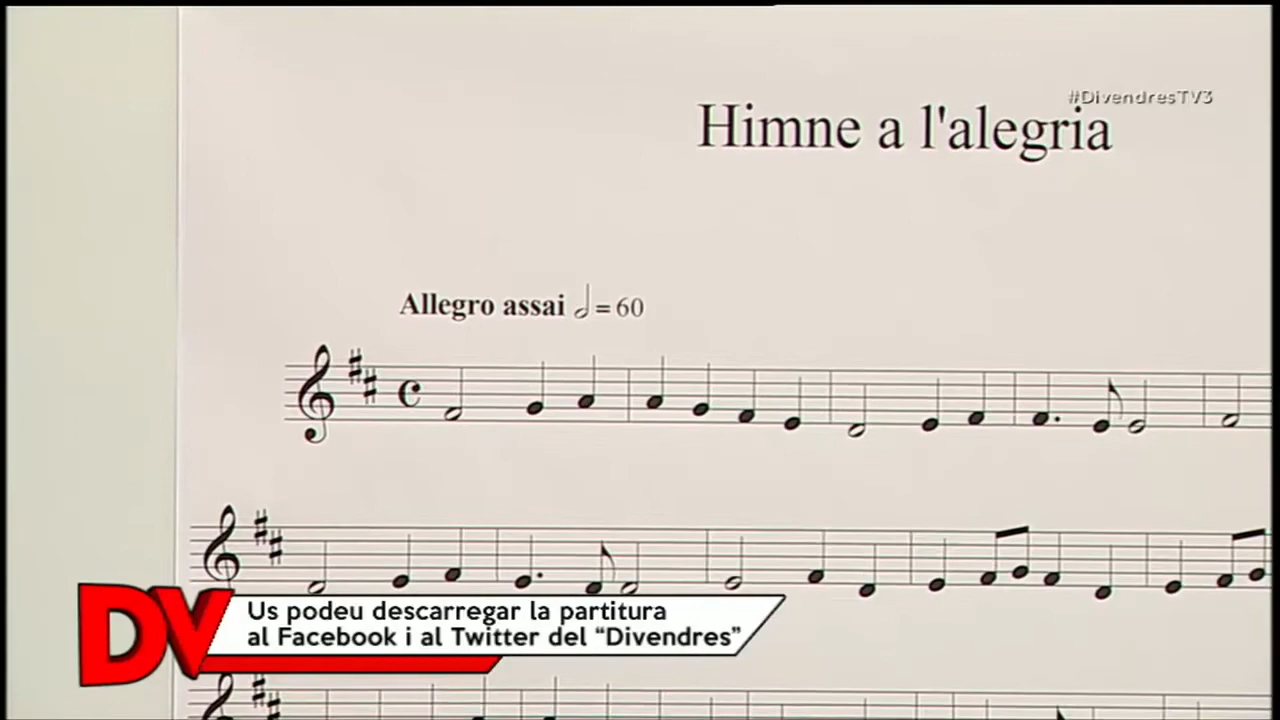 #DivendresTV3
Himne a l'alegria
Allegro assai 𝅗𝅥 = 60
DV
Us podeu descarregar la partitura
al Facebook i al Twitter del “Divendres”